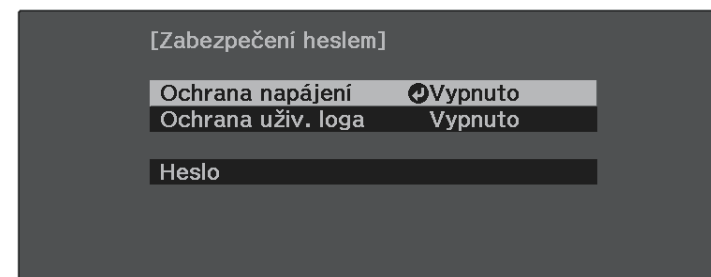 [Zabezpečení heslem]
Ochrana napájení Vypnuto
Ochrana uživ. loga Vypnuto
Heslo